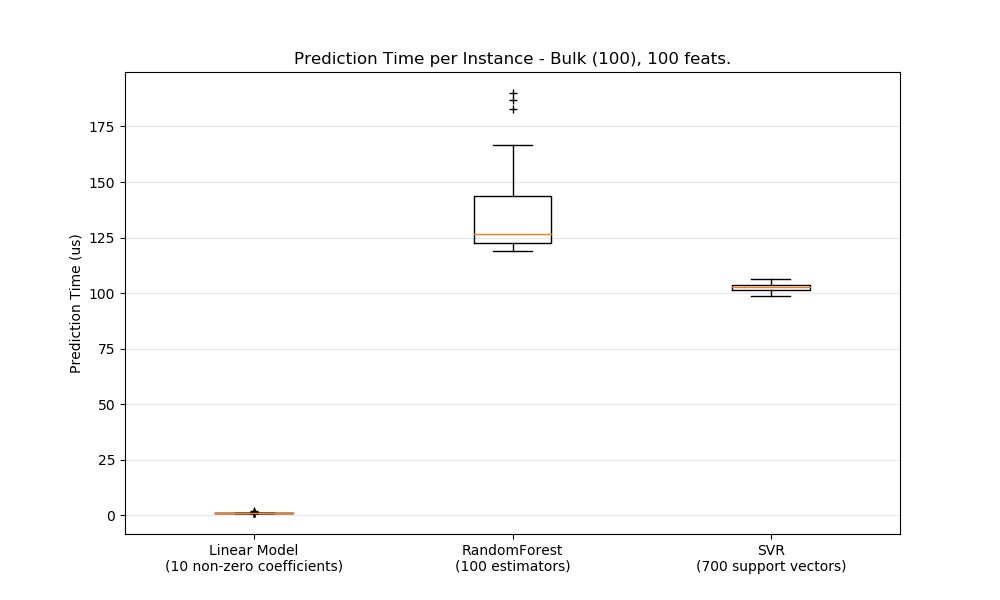 Prediction Time per Instance - Bulk (100), 100 feats.
Prediction Time (us)
175
150
125
100
75
50
25
0
Linear Model
(10 non-zero coefficients)
RandomForest
(100 estimators)
SVR
(700 support vectors)